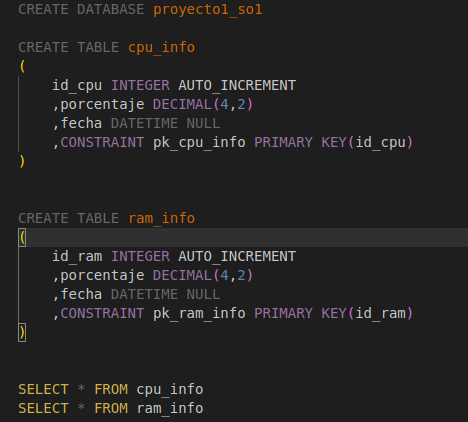 CREATE DATABASE proyecto1_so1
CREATE TABLE cpu_info
(
id_cpu INTEGER AUTO_INCREMENT
,porcentaje DECIMAL(4,2)
,fecha DATETIME NULL
,CONSTRAINT pk_cpu_info PRIMARY KEY(id_cpu)
)
CREATE TABLE ram_info
(
id_ram INTEGER AUTO_INCREMENT
,porcentaje DECIMAL(4,2)
,fecha DATETIME NULL
,CONSTRAINT pk_ram_info PRIMARY KEY(id_ram)
)
SELECT * FROM cpu_info
SELECT * FROM ram_info